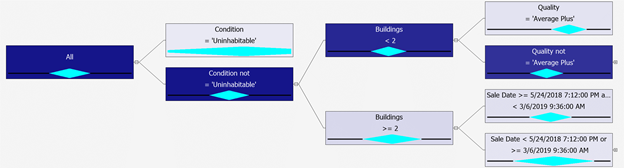 All
Condition
= 'Uninhabitable'
Condition not
= 'Uninhabitable'
Buildings
< 2
Buildings
>= 2
Quality
= 'Average Plus'
Quality not
= 'Average Plus'
Sale Date >= 5/24/2018 7:12:00 PM a...
< 3/6/2019 9:36:00 AM
Sale Date < 5/24/2018 7:12:00 PM or
>= 3/6/2019 9:36:00 AM